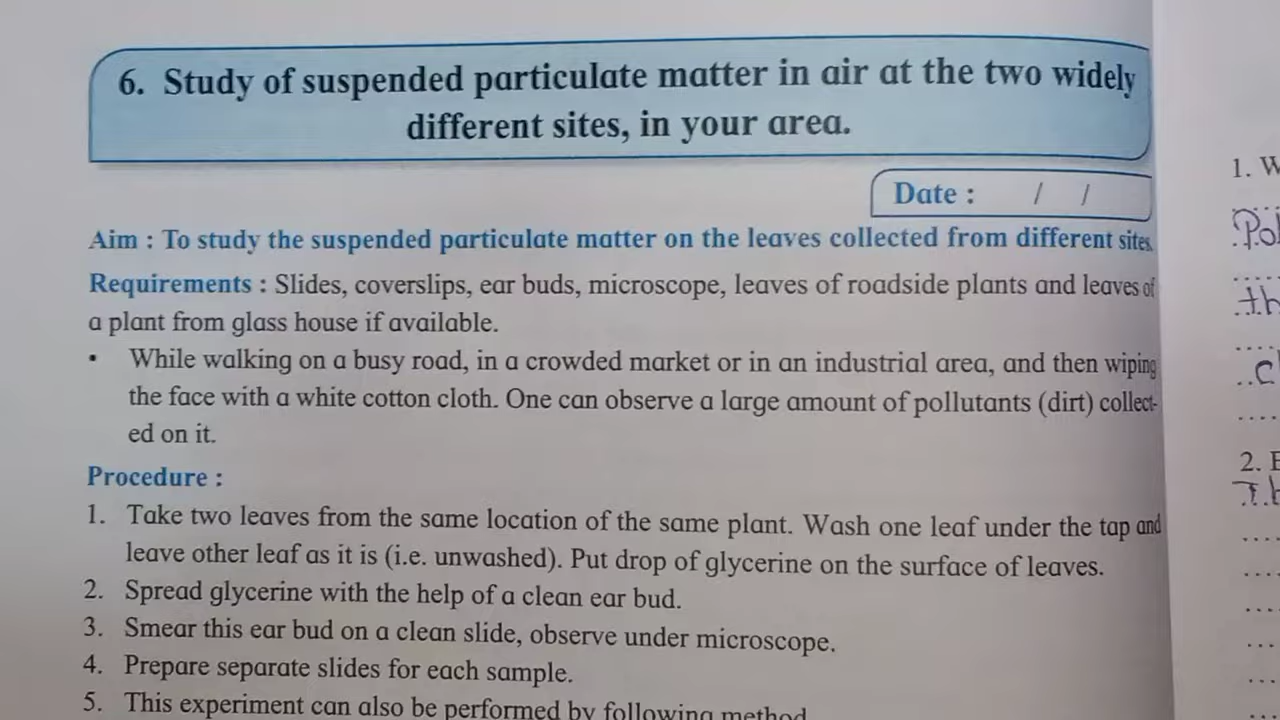 6. Study of suspended particulate matter in air at the two widely
different sites, in your area.
Date : / /
Aim : To study the suspended particulate matter on the leaves collected from different sites.
Requirements : Slides, coverslips, ear buds, microscope, leaves of roadside plants and leaves of
a plant from glass house if available.
• While walking on a busy road, in a crowded market or in an industrial area, and then wiping
the face with a white cotton cloth. One can observe a large amount of pollutants (dirt) collect-
ed on it.
Procedure :
1. Take two leaves from the same location of the same plant. Wash one leaf under the tap and
leave other leaf as it is (i.e. unwashed). Put drop of glycerine on the surface of leaves.
2. Spread glycerine with the help of a clean ear bud.
3. Smear this ear bud on a clean slide, observe under microscope.
4. Prepare separate slides for each sample.
5. This experiment can also be performed by following method
1.
2.